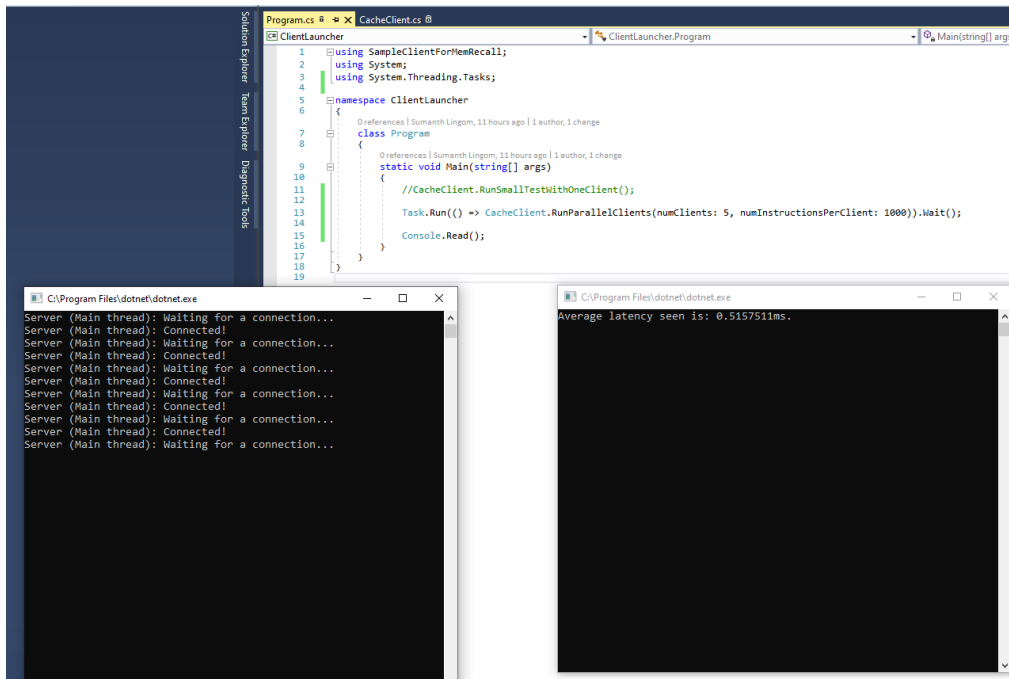 Solution Explorer
Team Explorer
Diagnostic Tools
Program.cs
CacheClient.cs
C# ClientLauncher
ClientLauncher.Program
Main(string[] args
1 using SampleClientForMemRecall;
2 using System;
3 using System.Threading.Tasks;
4
5 namespace ClientLauncher
6 {
0 references | Sumanth Lingom, 11 hours ago | 1 author, 1 change
7 class Program
8 {
0 references | Sumanth Lingom, 11 hours ago | 1 author, 1 change
9 static void Main(string[] args)
10 {
11 //CacheClient.RunSmallTestWithOneClient();
12
13 Task.Run(() => CacheClient.RunParallelClients(numClients: 5, numInstructionsPerClient: 1000)).Wait();
14
15 Console.Read();
16 }
17 }
18 }
19
C:\Program Files\dotnet\dotnet.exe
Server (Main thread): Waiting for a connection...
Server (Main thread): Connected!
Server (Main thread): Waiting for a connection...
Server (Main thread): Connected!
Server (Main thread): Waiting for a connection...
Server (Main thread): Connected!
Server (Main thread): Waiting for a connection...
Server (Main thread): Connected!
Server (Main thread): Waiting for a connection...
Server (Main thread): Connected!
Server (Main thread): Waiting for a connection...
C:\Program Files\dotnet\dotnet.exe
Average latency seen is: 0.5157511ms.